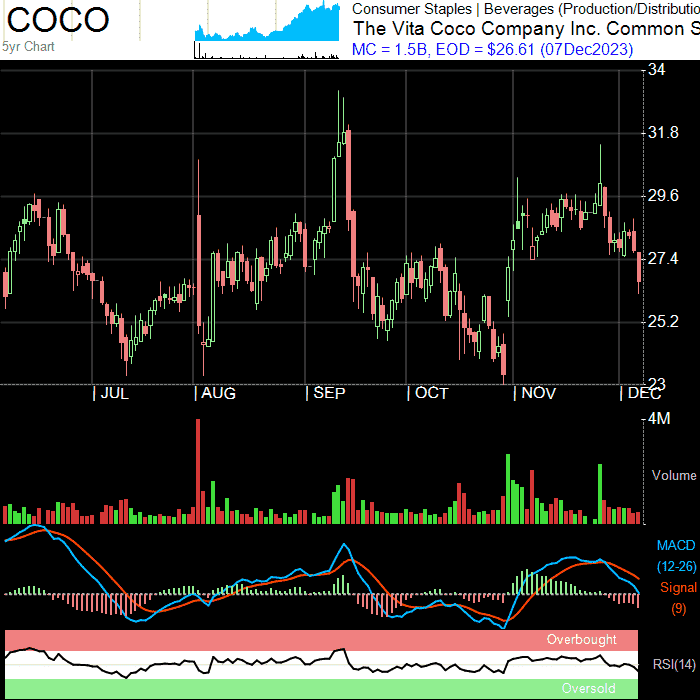 COCO
5yr Chart
Consumer Staples | Beverages (Production/Distributio
The Vita Coco Company Inc. Common S
MC = 1.5B, EOD = $26.61 (07Dec2023)
34
31.8
29.6
27.4
25.2
23
| JUL | AUG | SEP | OCT | NOV | DEC
4M
Volume
MACD
(12-26)
Signal
(9)
Overbought
RSI(14)
Oversold